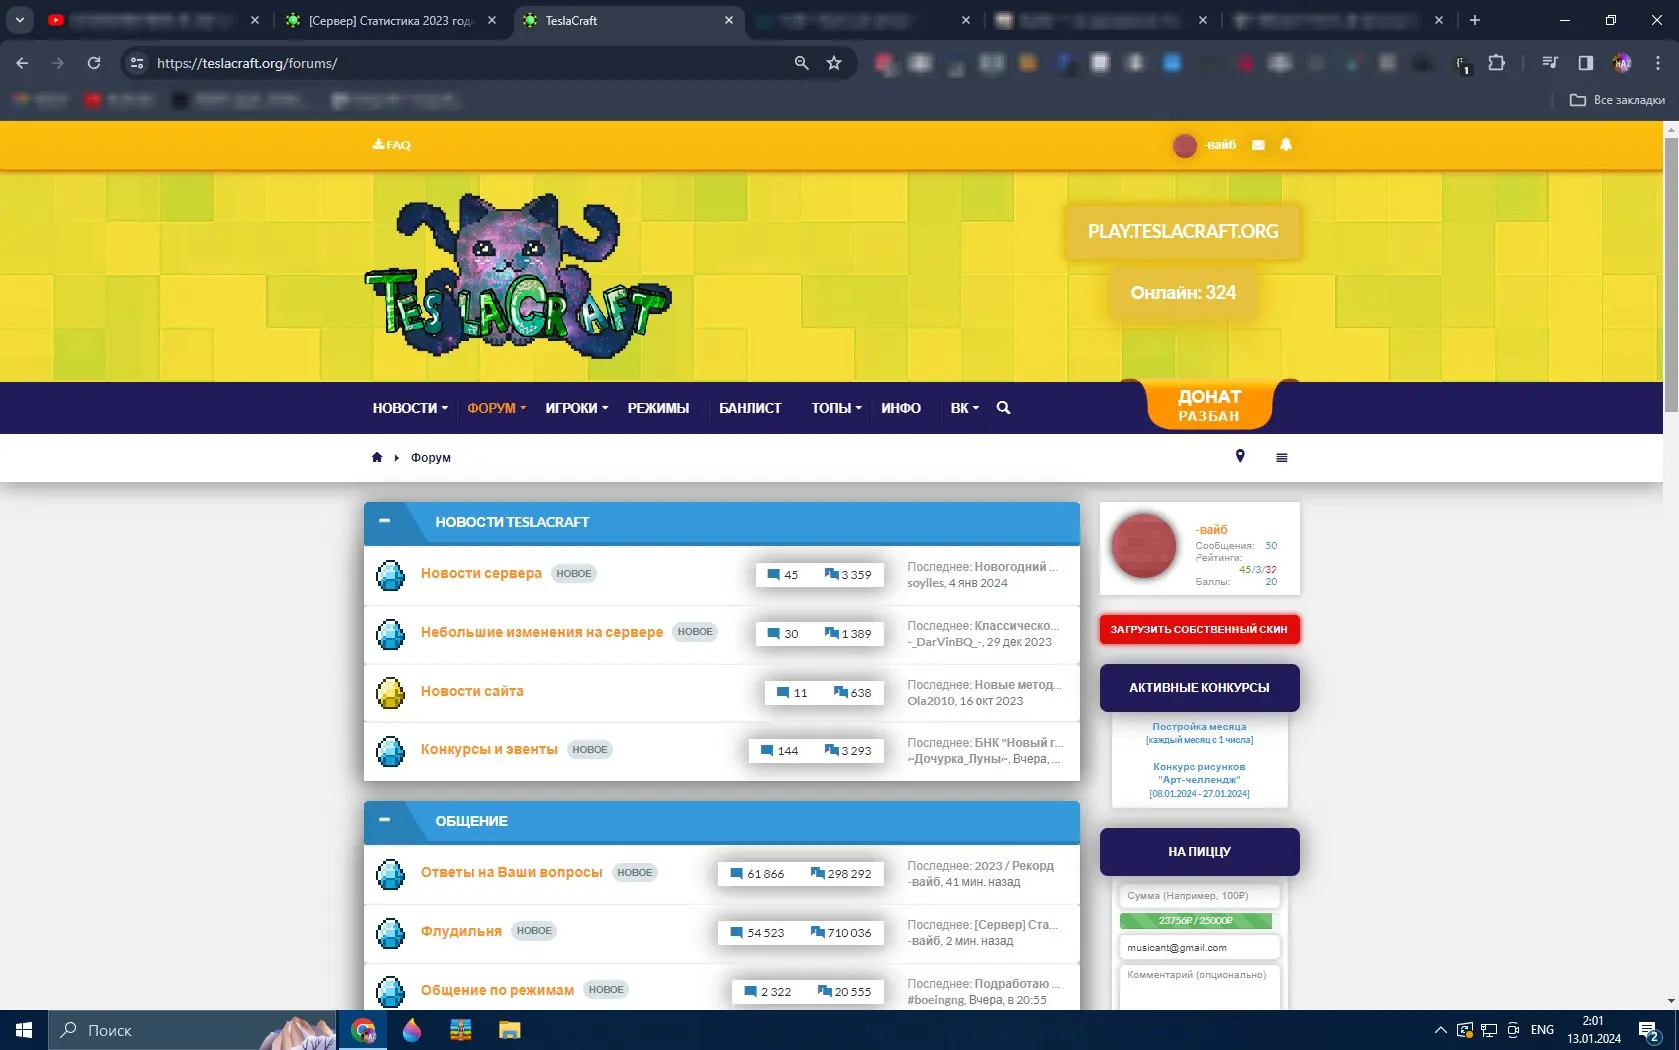 [Сервер] Статистика 2023 года
TeslaCraft
https://teslacraft.org/forums/
1
Все закладки
FAQ
-вайб
TESLACRAFT
PLAY.TESLACRAFT.ORG
Онлайн: 324
НОВОСТИ
ФОРУМ
ИГРОКИ
РЕЖИМЫ
БАНЛИСТ
ТОПЫ
ИНФО
ВК
ДОНАТ
РАЗБАН
Форум
НОВОСТИ TESLACRAFT
Новости сервера НОВОЕ 45 3 359
Последнее: Новогодний ...
soylles, 4 янв 2024
Небольшие изменения на сервере НОВОЕ 30 1 389
Последнее: Классическо...
-_DarVinBQ_-, 29 дек 2023
Новости сайта 11 638
Последнее: Новые метод...
Ola2010, 16 окт 2023
Конкурсы и эвенты НОВОЕ 144 3 293
Последнее: БНК "Новый г...
~Дочурка_Луны~, Вчера, ...
ОБЩЕНИЕ
Ответы на Ваши вопросы НОВОЕ 61 866 298 292
Последнее: 2023 / Рекорд
-вайб, 41 мин. назад
Флудильня НОВОЕ 54 523 710 036
Последнее: [Сервер] Ста...
-вайб, 2 мин. назад
Общение по режимам НОВОЕ 2 322 20 555
Последнее: Подработаю ...
#boeingng, Вчера, в 20:55
-вайб
Сообщения: 50
Рейтинги:
45/3/32
Баллы: 20
ЗАГРУЗИТЬ СОБСТВЕННЫЙ СКИН
АКТИВНЫЕ КОНКУРСЫ
Постройка месяца
[каждый месяц с 1 числа]
Конкурс рисунков
"Арт-челлендж"
[08.01.2024 - 27.01.2024]
НА ПИЦЦУ
Сумма (Например, 100₽)
23756₽ / 25000₽
musicant@gmail.com
Комментарий (опционально)
Поиск
ENG
2:01
13.01.2024
2